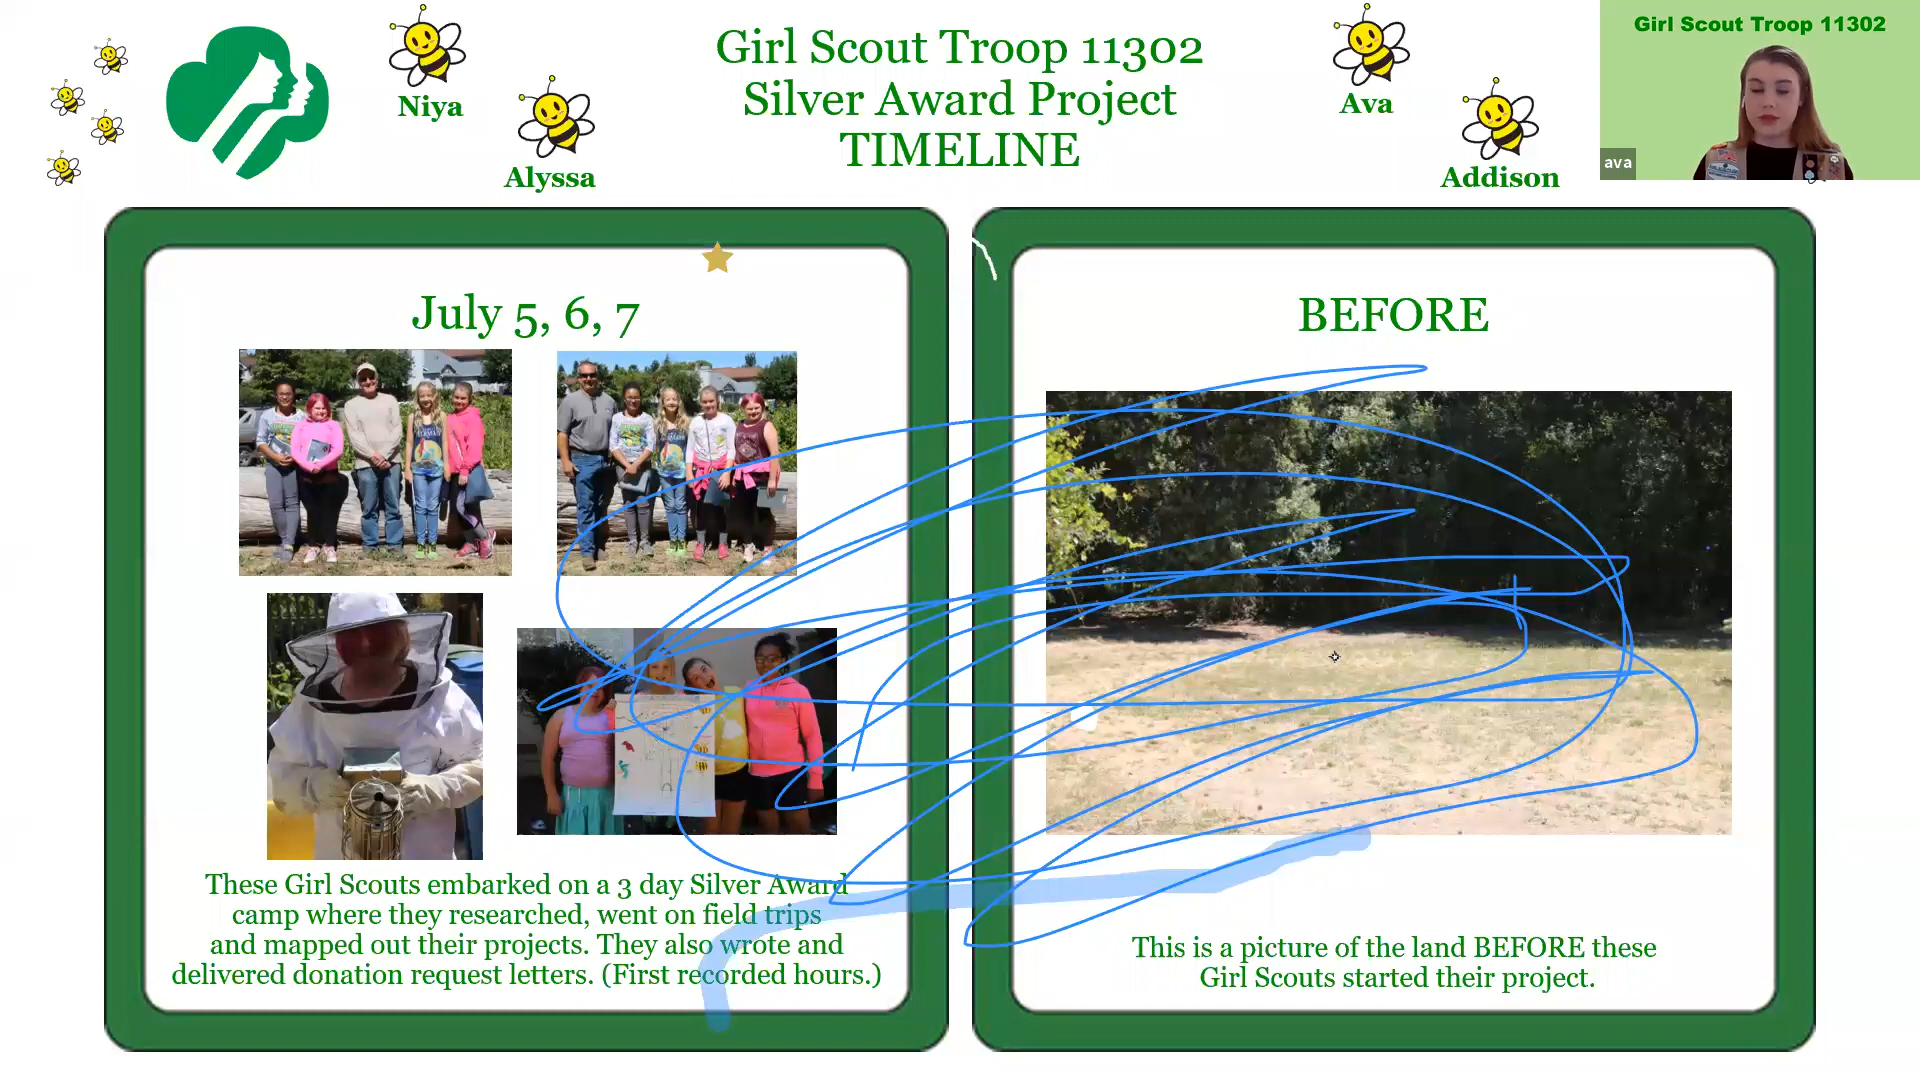 Girl Scout Troop 11302
Silver Award Project
TIMELINE
Niya
Alyssa
Ava
Addison
Girl Scout Troop 11302
ava
July 5, 6, 7
These Girl Scouts embarked on a 3 day Silver Award
camp where they researched, went on field trips
and mapped out their projects. They also wrote and
delivered donation request letters. (First recorded hours.)
BEFORE
This is a picture of the land BEFORE these
Girl Scouts started their project.